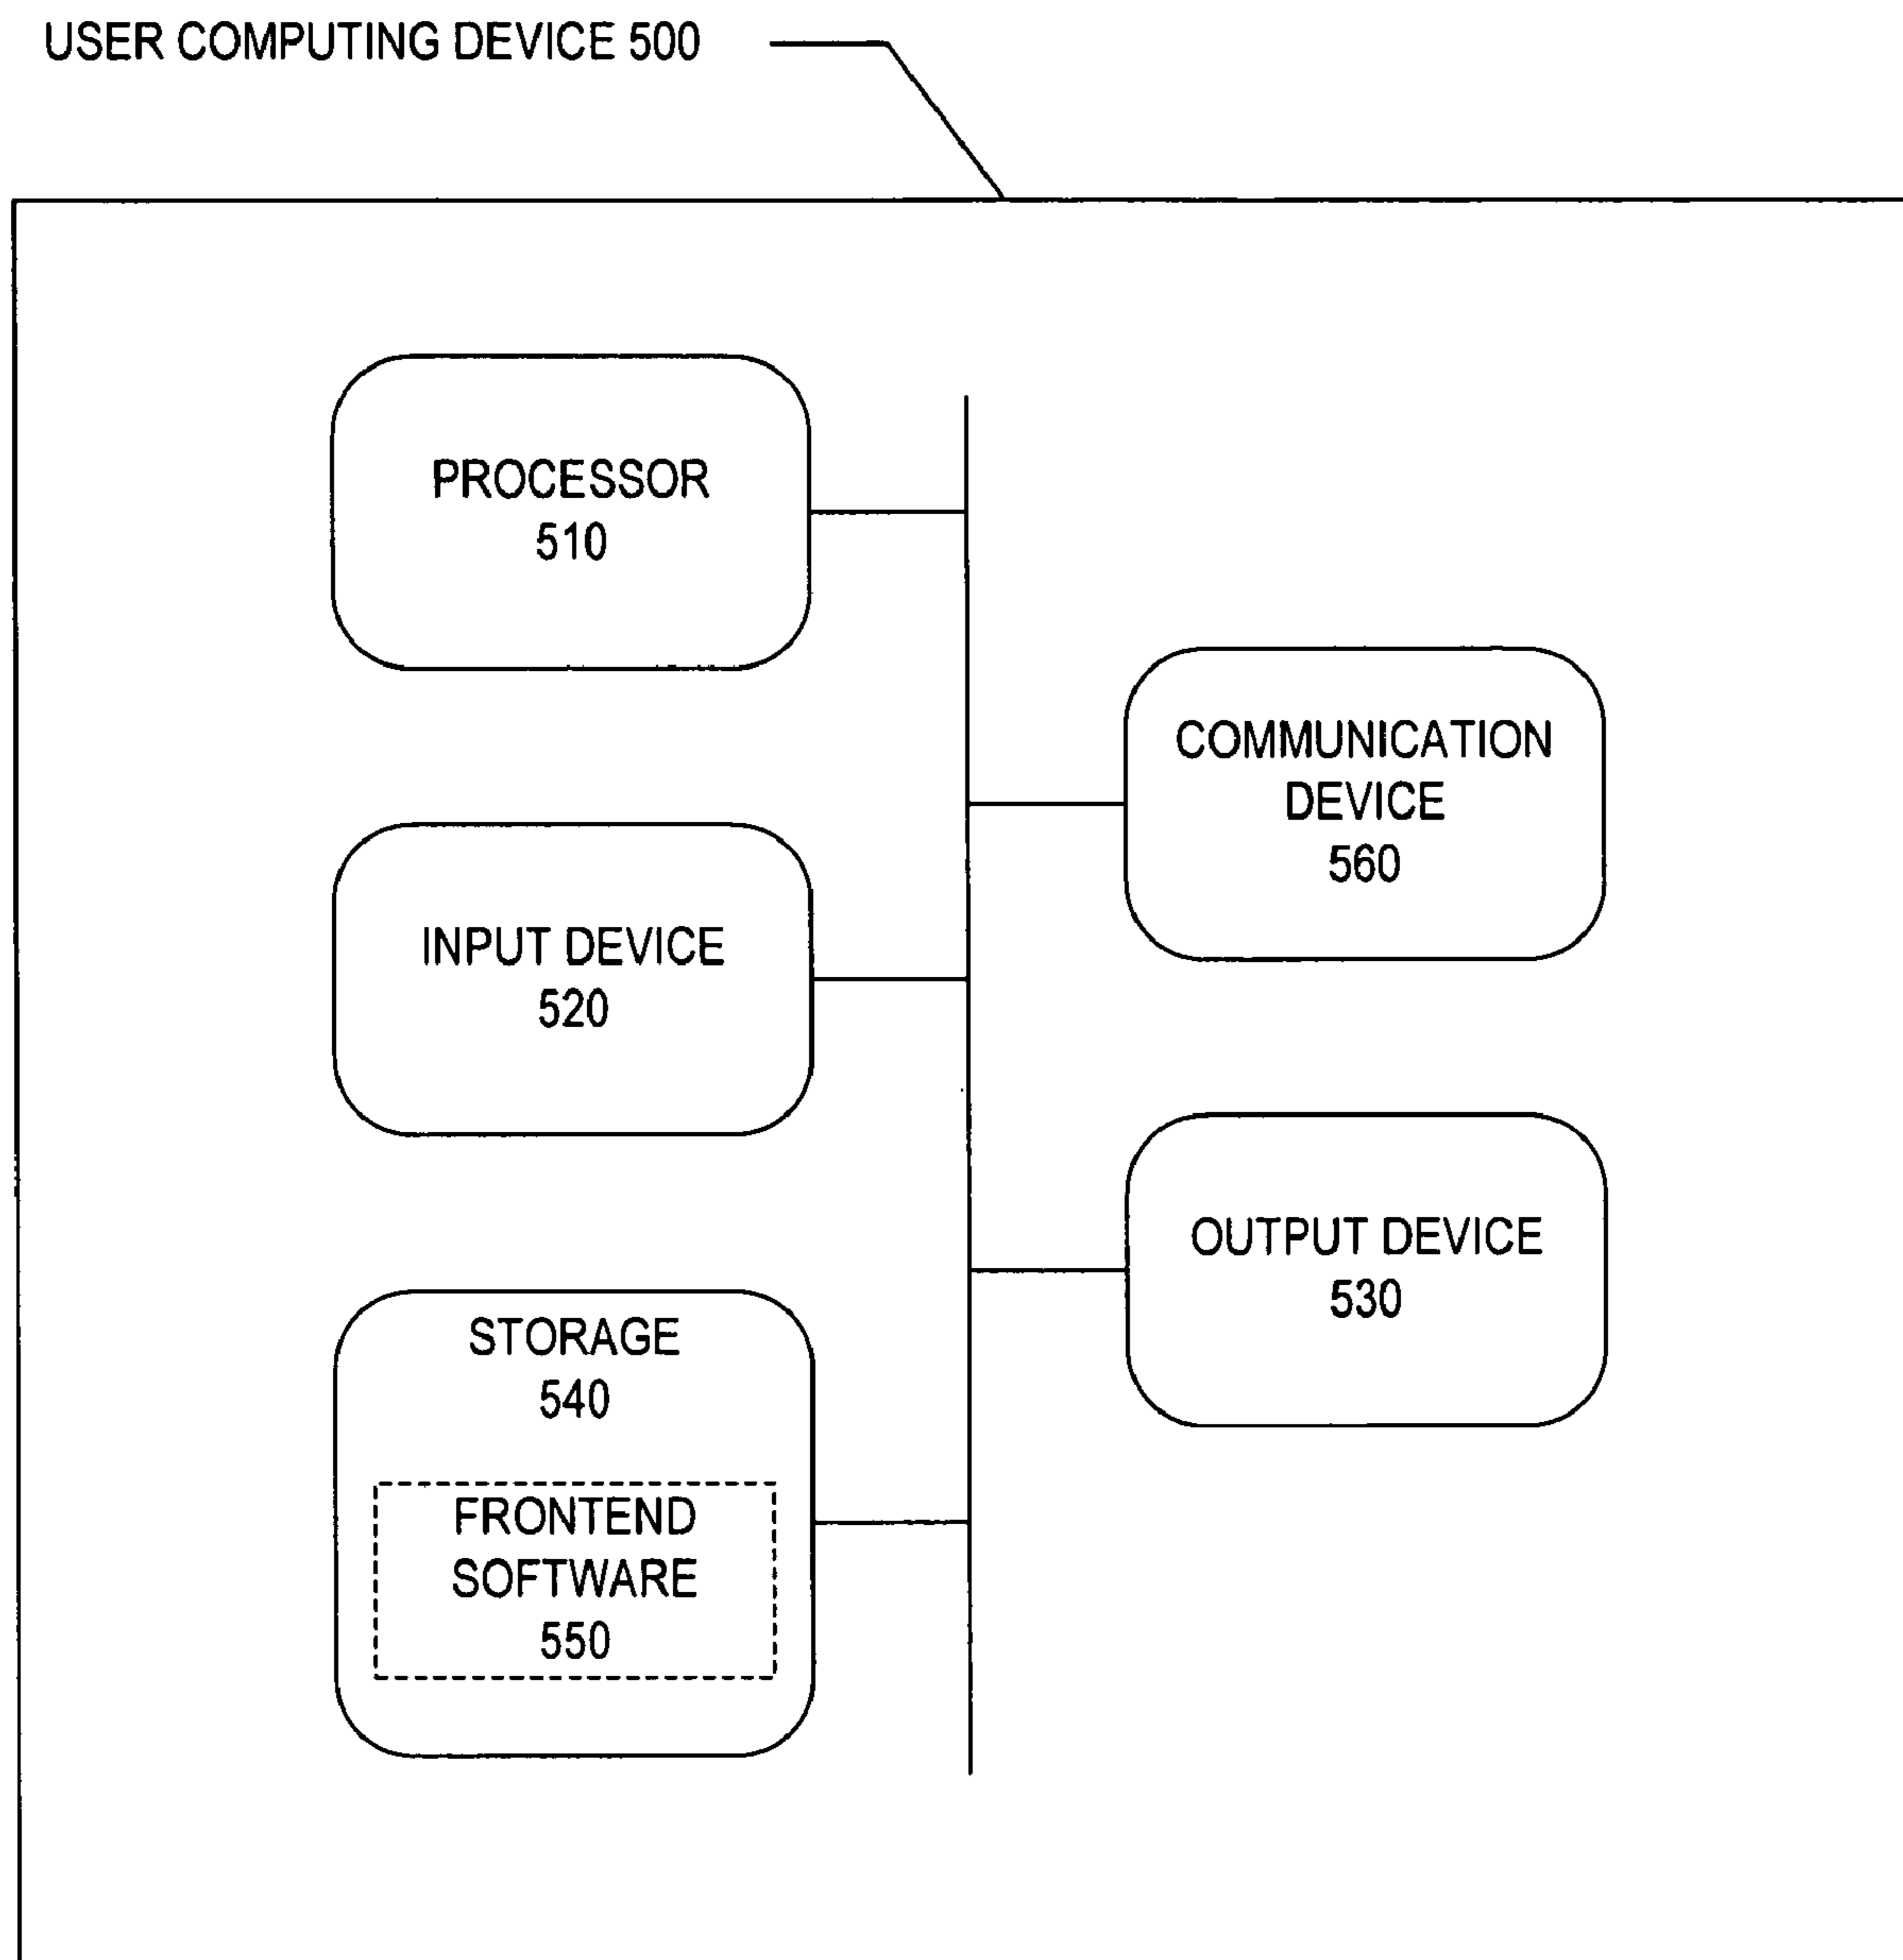 USER COMPUTING DEVICE 500
PROCESSOR
510
COMMUNICATION
DEVICE
560
INPUT DEVICE
520
OUTPUT DEVICE
530
STORAGE
540
FRONTEND
SOFTWARE
550